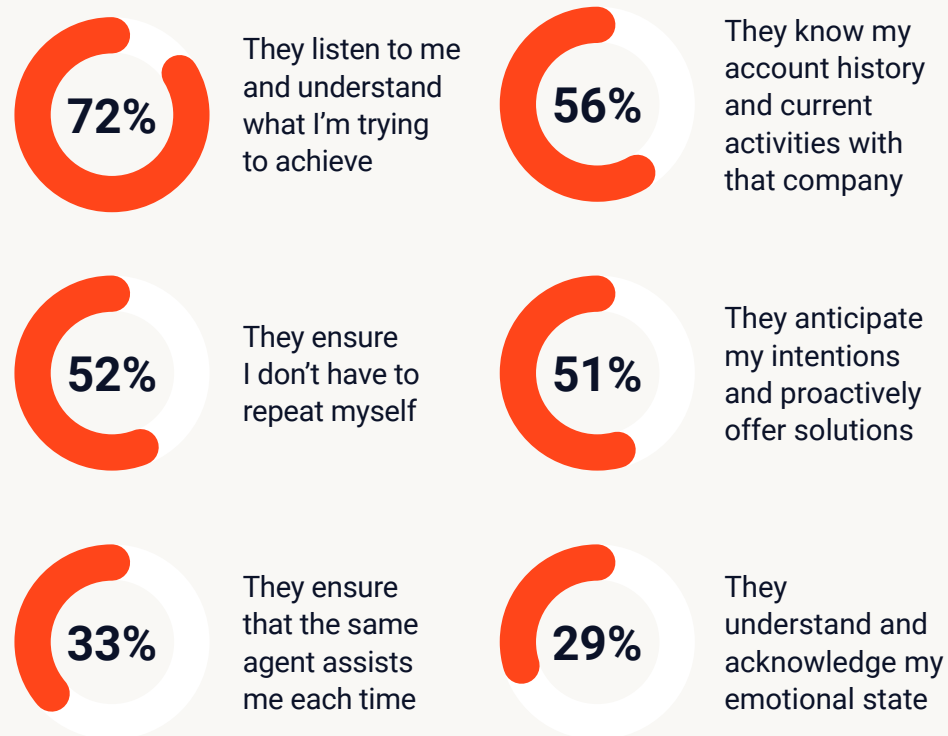 72%
They listen to me
and understand
what I’m trying
to achieve
56%
They know my
account history
and current
activities with
that company
52%
They ensure
I don’t have to
repeat myself
51%
They anticipate
my intentions
and proactively
offer solutions
33%
They ensure
that the same
agent assists
me each time
29%
They
understand and
acknowledge my
emotional state